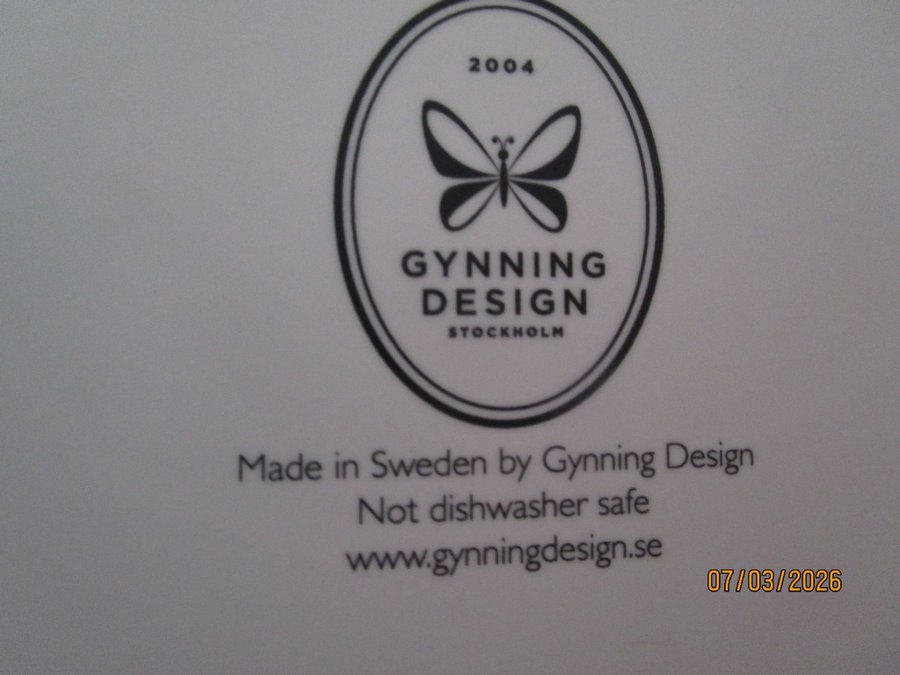 2004
GYNNING
DESIGN
STOCKHOLM
Made in Sweden by Gynning Design
Not dishwasher safe
www.gynningdesign.se
07/03/2026